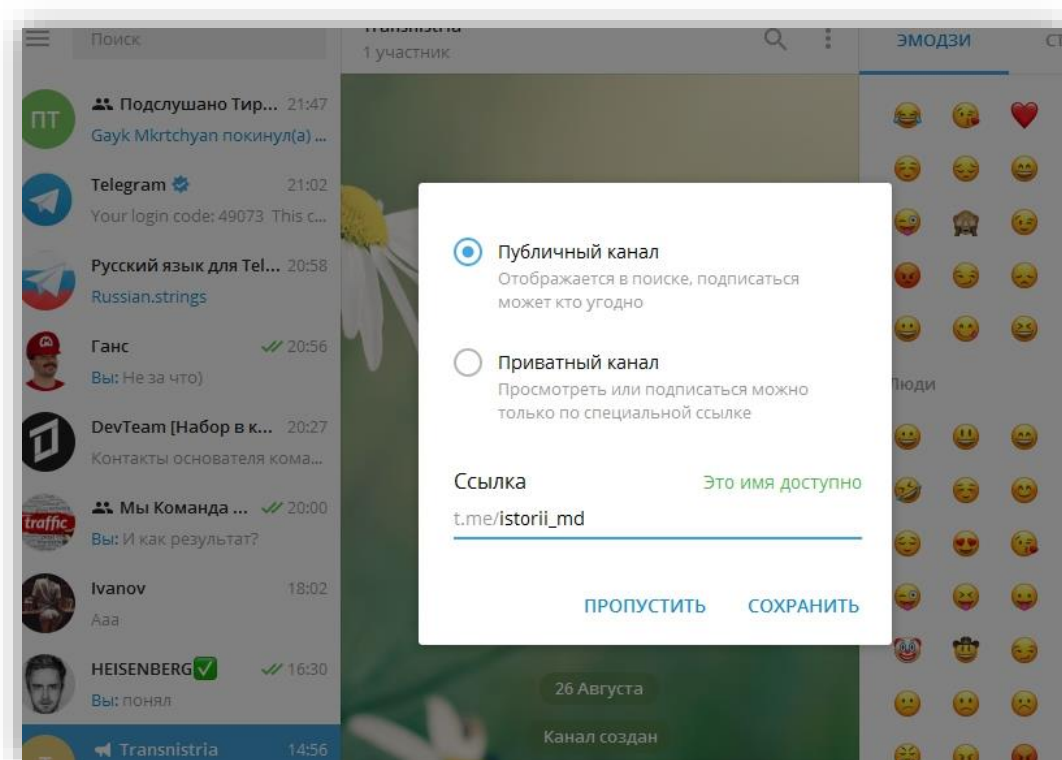 Поиск
Transnistria
1 участник
ЭМОДЗИ
ПТ
Подслушано Тир... 21:47
Gayk Mkrtchyan покинул(а) ...
Telegram 21:02
Your login code: 49073 This c...
Русский язык для Tel... 20:58
Russian.strings
Ганс 20:56
Вы: Не за что)
DevTeam [Набор в к... 20:27
Контакты основателя кома...
traffic
Мы Команда ... 20:00
Вы: И как результат?
Ivanov 18:02
Ааа
HEISENBERG 16:30
Вы: понял
Transnistria 14:56
Публичный канал
Отображается в поиске, подписаться
может кто угодно
Приватный канал
Просмотреть или подписаться можно
только по специальной ссылке
Ссылка Это имя доступно
t.me/istorii_md
ПРОПУСТИТЬ СОХРАНИТЬ
26 Августа
Канал создан
Люди